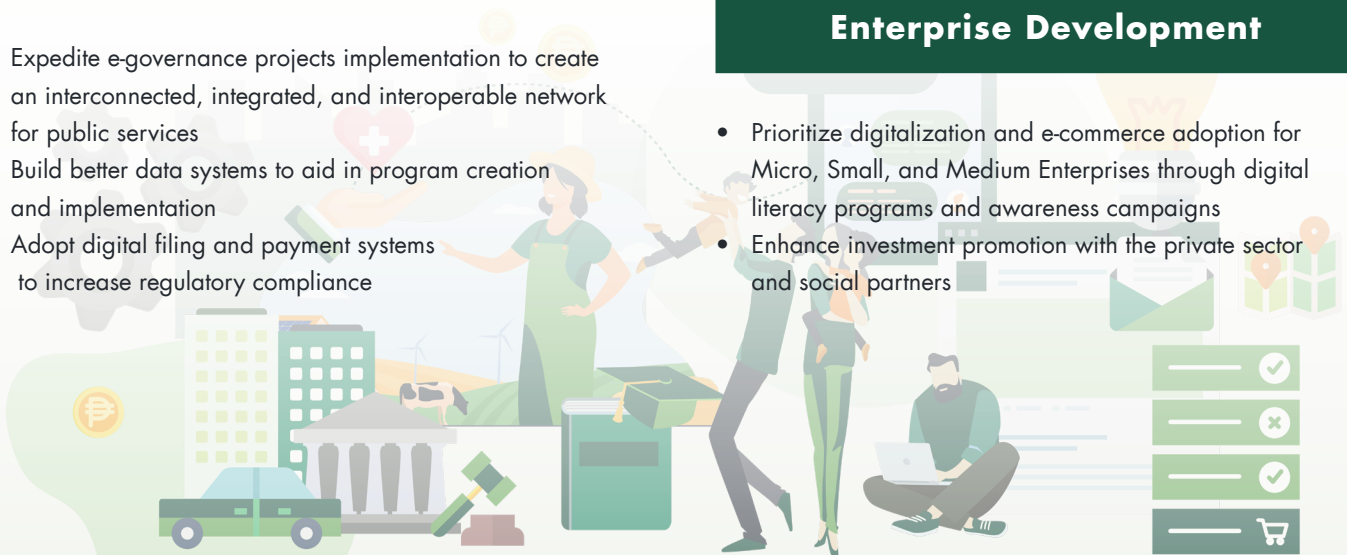 Expedite e-governance projects implementation to create
an interconnected, integrated, and interoperable network
for public services
Build better data systems to aid in program creation
and implementation
Adopt digital filing and payment systems
to increase regulatory compliance
Enterprise Development
• Prioritize digitalization and e-commerce adoption for
Micro, Small, and Medium Enterprises through digital
literacy programs and awareness campaigns
• Enhance investment promotion with the private sector
and social partners